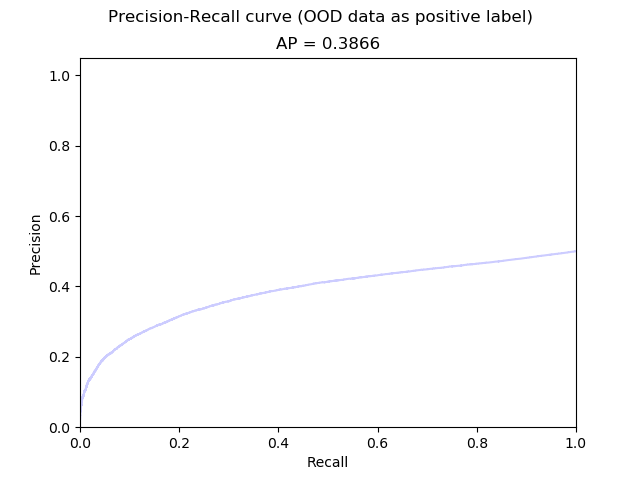 Precision-Recall curve (OOD data as positive label)
AP = 0.3866
1.0
0.8
0.6
0.4
0.2
0.0
Precision
0.0 0.2 0.4 0.6 0.8 1.0
Recall